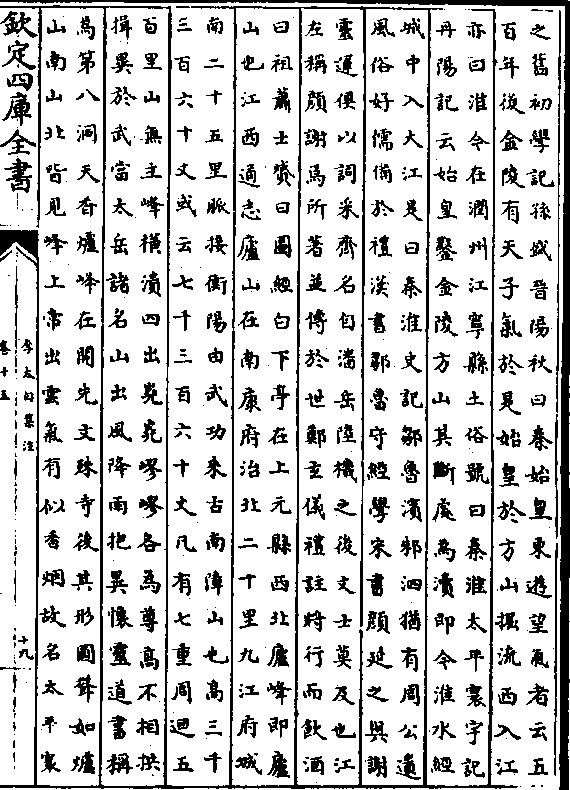 之舊初學記孫盛晉陽秋曰秦始皇東遊望氣者云五
百年後金陵有天子氣於是始皇於方山掘流西入江
亦曰淮今在潤州江寧縣土俗號曰秦淮太平寰宇記
丹陽記云始皇鑿金陵方山其斷處為瀆即今淮水經
城中入大江是曰秦淮史記鄒魯濱邾泗猶有周公遺
風俗好儒備於禮漢書鄒魯守經學宋書顔延之與謝
靈運俱以詞采齊名自潘岳陸機之後文士莫及也江
左稱顔謝焉所著並傳於世鄭玄儀禮註將行而飲酒
曰祖蕭士贇曰圖經白下亭在上元縣西北廬峰即廬
山也江西通志廬山在南康府治北二十里九江府城
南二十五里脈接衡陽由武功來古南障山也高三千
三百六十丈或云七千三百六十丈凡有七重周迴五
百里山無主峰橫潰四出嶤嶤嵺嵺各為尊高不相拱
揖異於武當太岳諸名山出風降雨抱異懷靈道書稱
為第八洞天香爐峰在開先文殊寺後其形圓聳如爐
山南山北皆見峰上常出雲氣有似香烟故名太平寰
欽定四庫全書
李太白集注
卷十五
十九